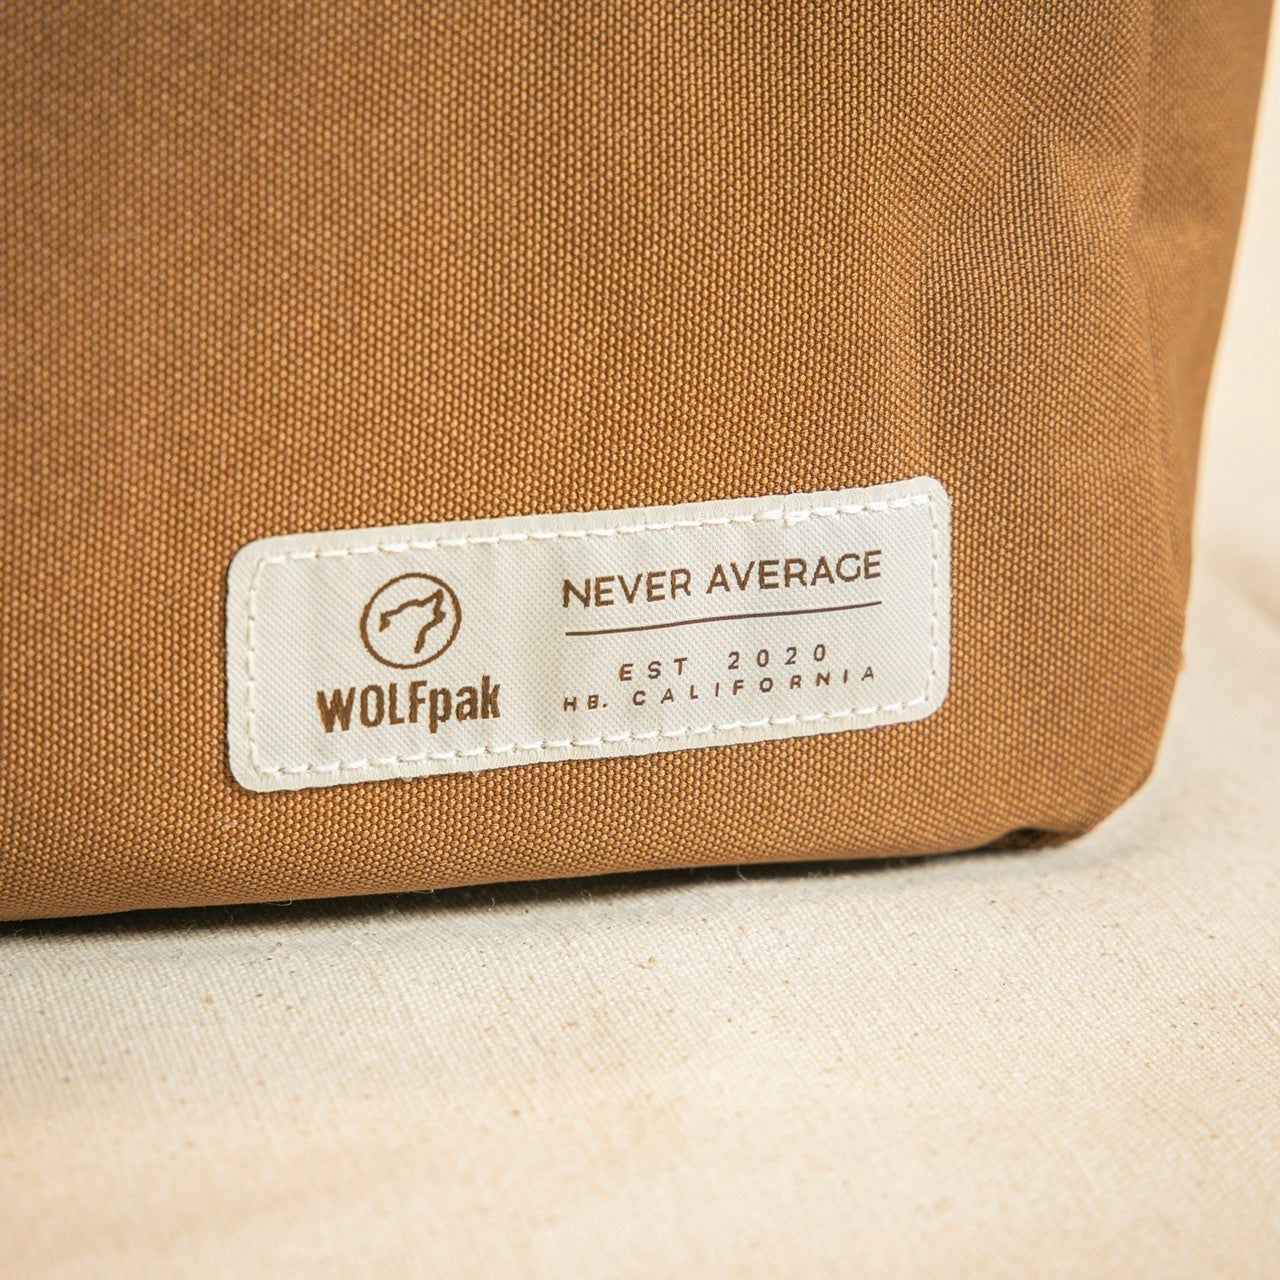 WOLFpak
NEVER AVERAGE
EST 2020
HB. CALIFORNIA